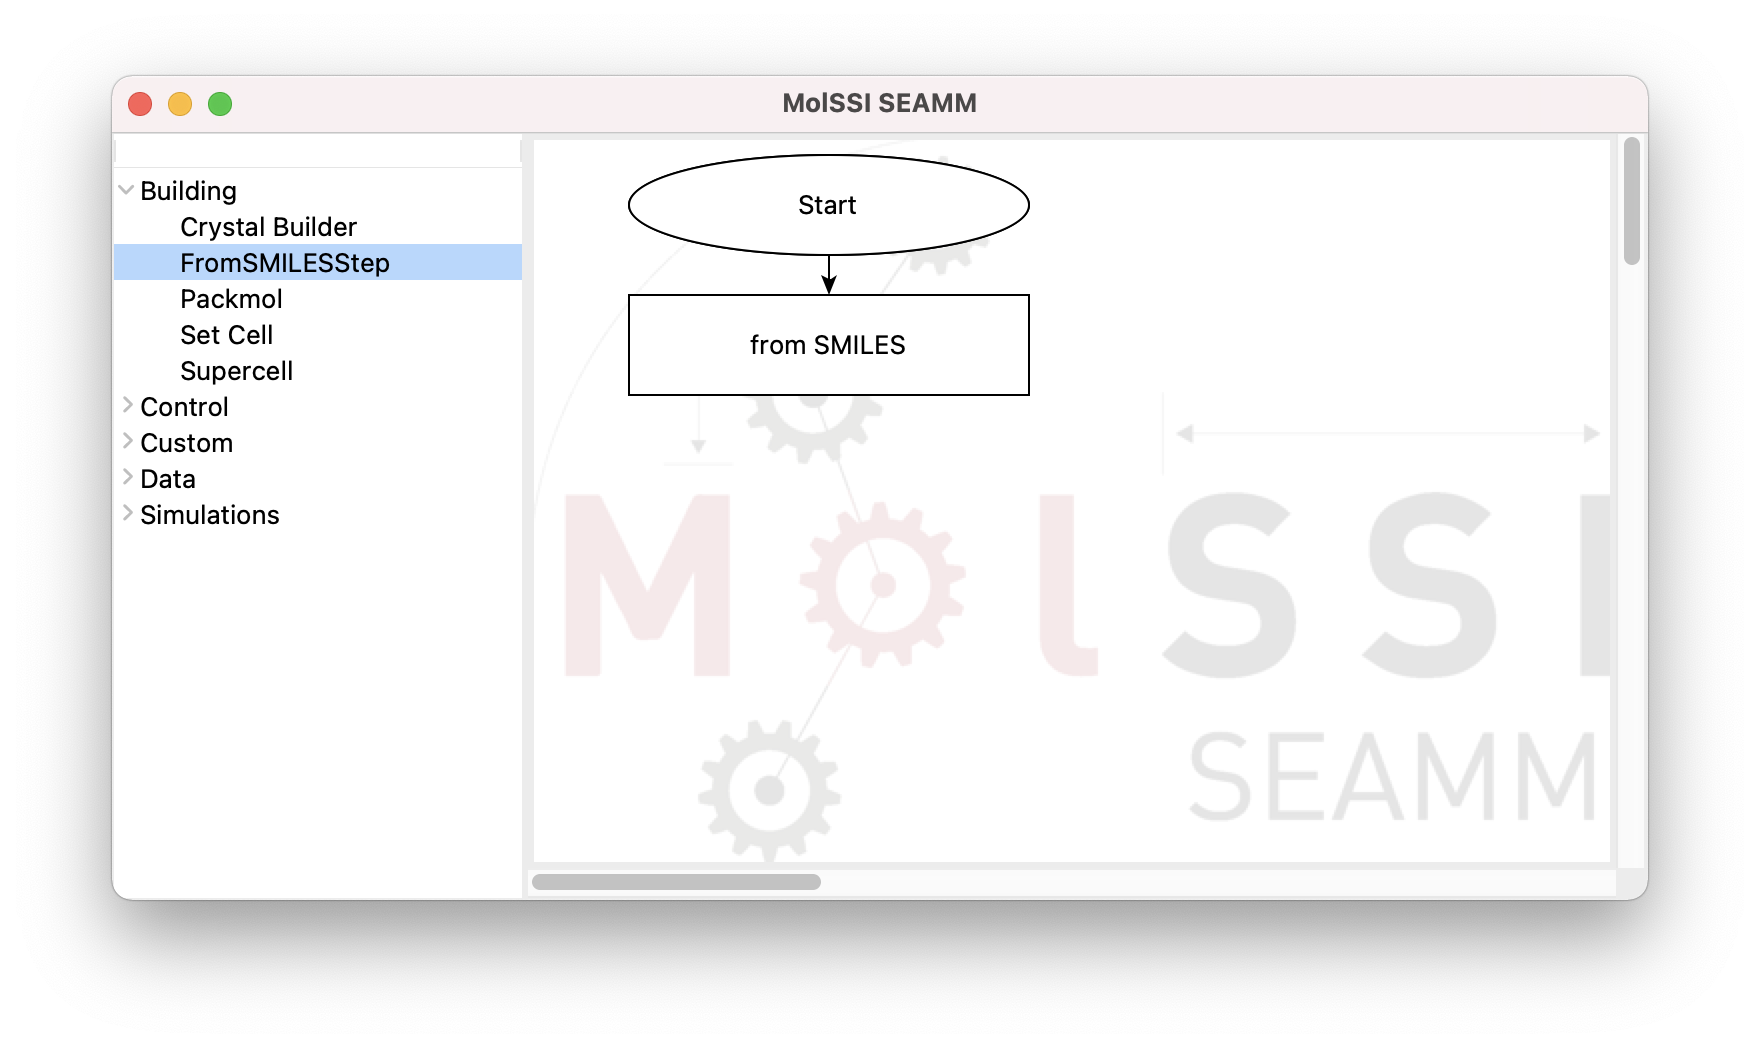 MolSSI SEAMM
Building
Crystal Builder
FromSMILESStep
Packmol
Set Cell
Supercell
Control
Custom
Data
Simulations
Start
from SMILES
MolSSI
SEAMM